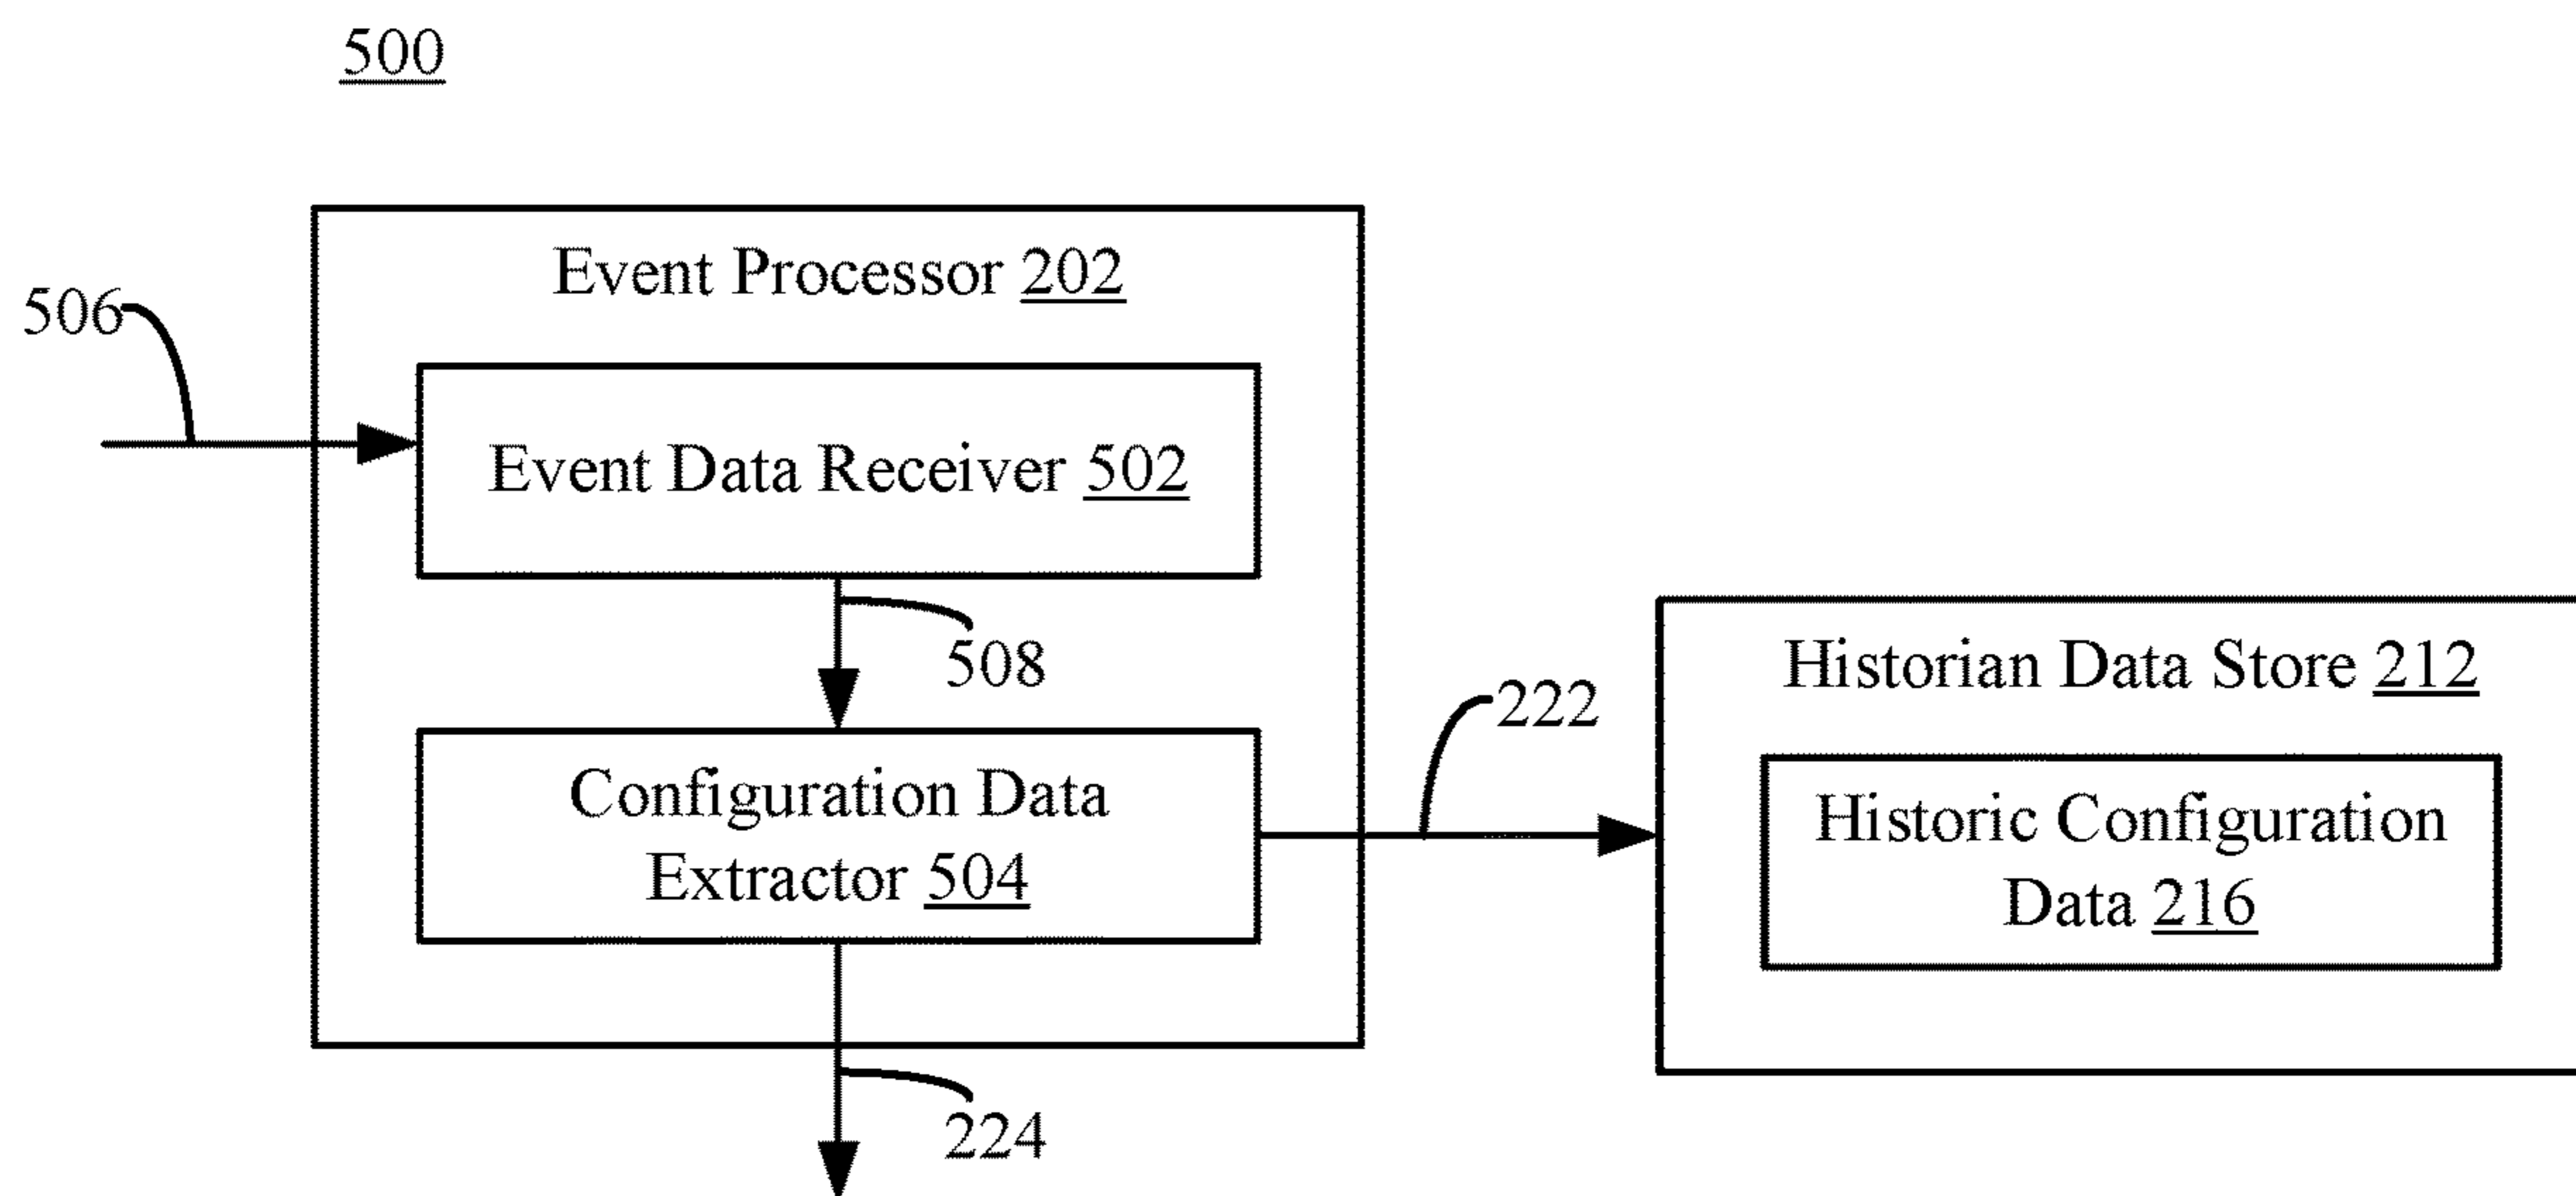 500
Event Processor 202
506
Event Data Receiver 502
508
Configuration Data
Extractor 504
222
Historian Data Store 212
Historic Configuration
Data 216
224